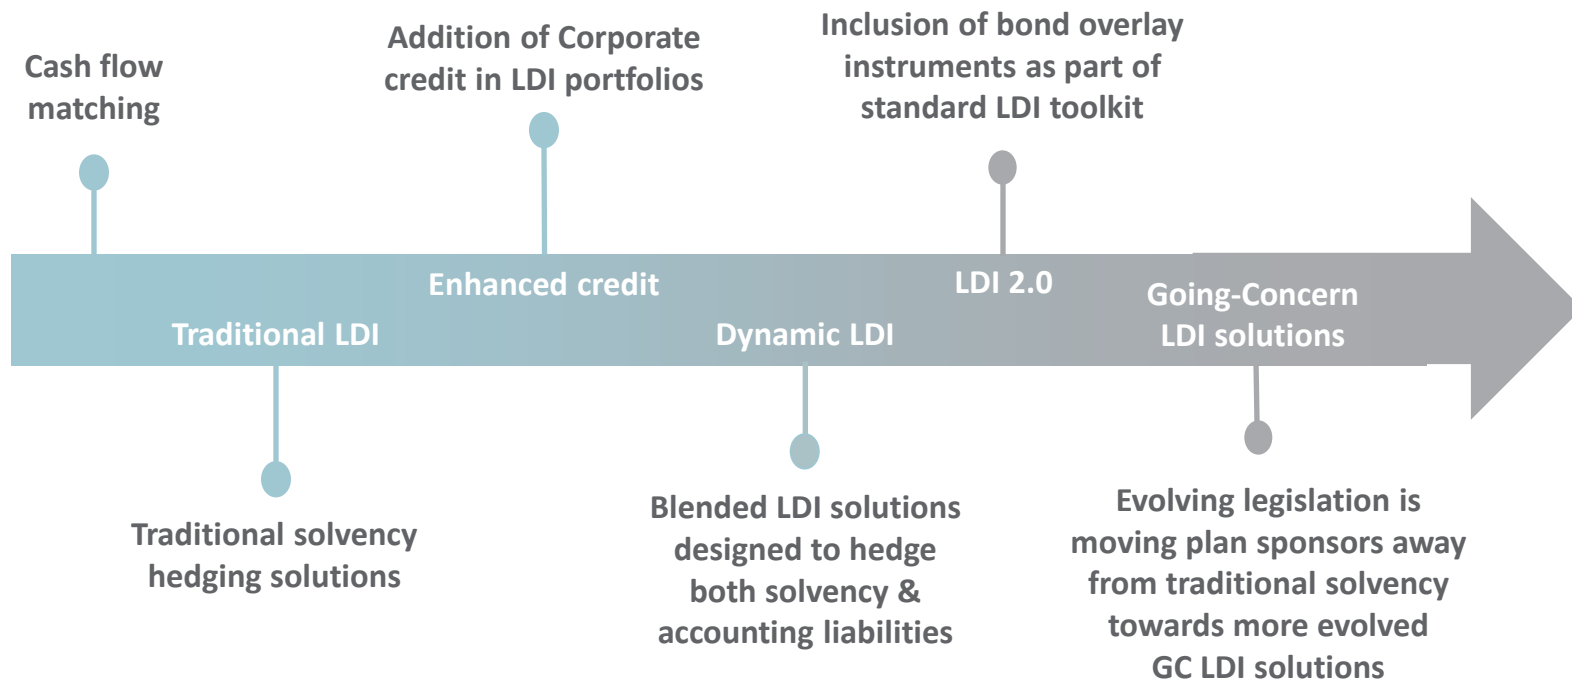 Cash flow
matching
Addition of Corporate
credit in LDI portfolios
Inclusion of bond overlay
instruments as part of
standard LDI toolkit
Traditional LDI
Enhanced credit
Dynamic LDI
LDI 2.0
Going-Concern
LDI solutions
Traditional solvency
hedging solutions
Blended LDI solutions
designed to hedge
both solvency &
accounting liabilities
Evolving legislation is
moving plan sponsors away
from traditional solvency
towards more evolved
GC LDI solutions